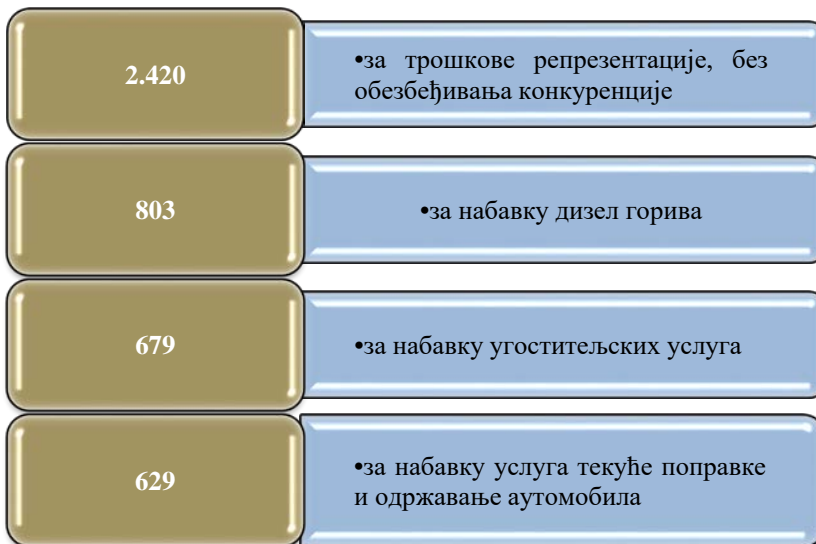 2.420
•за трошкове репрезентације, без
обезбеђивања конкуренције
803
•за набавку дизел горива
679
•за набавку угоститељских услуга
629
•за набавку услуга текуће поправке
и одржавање аутомобила